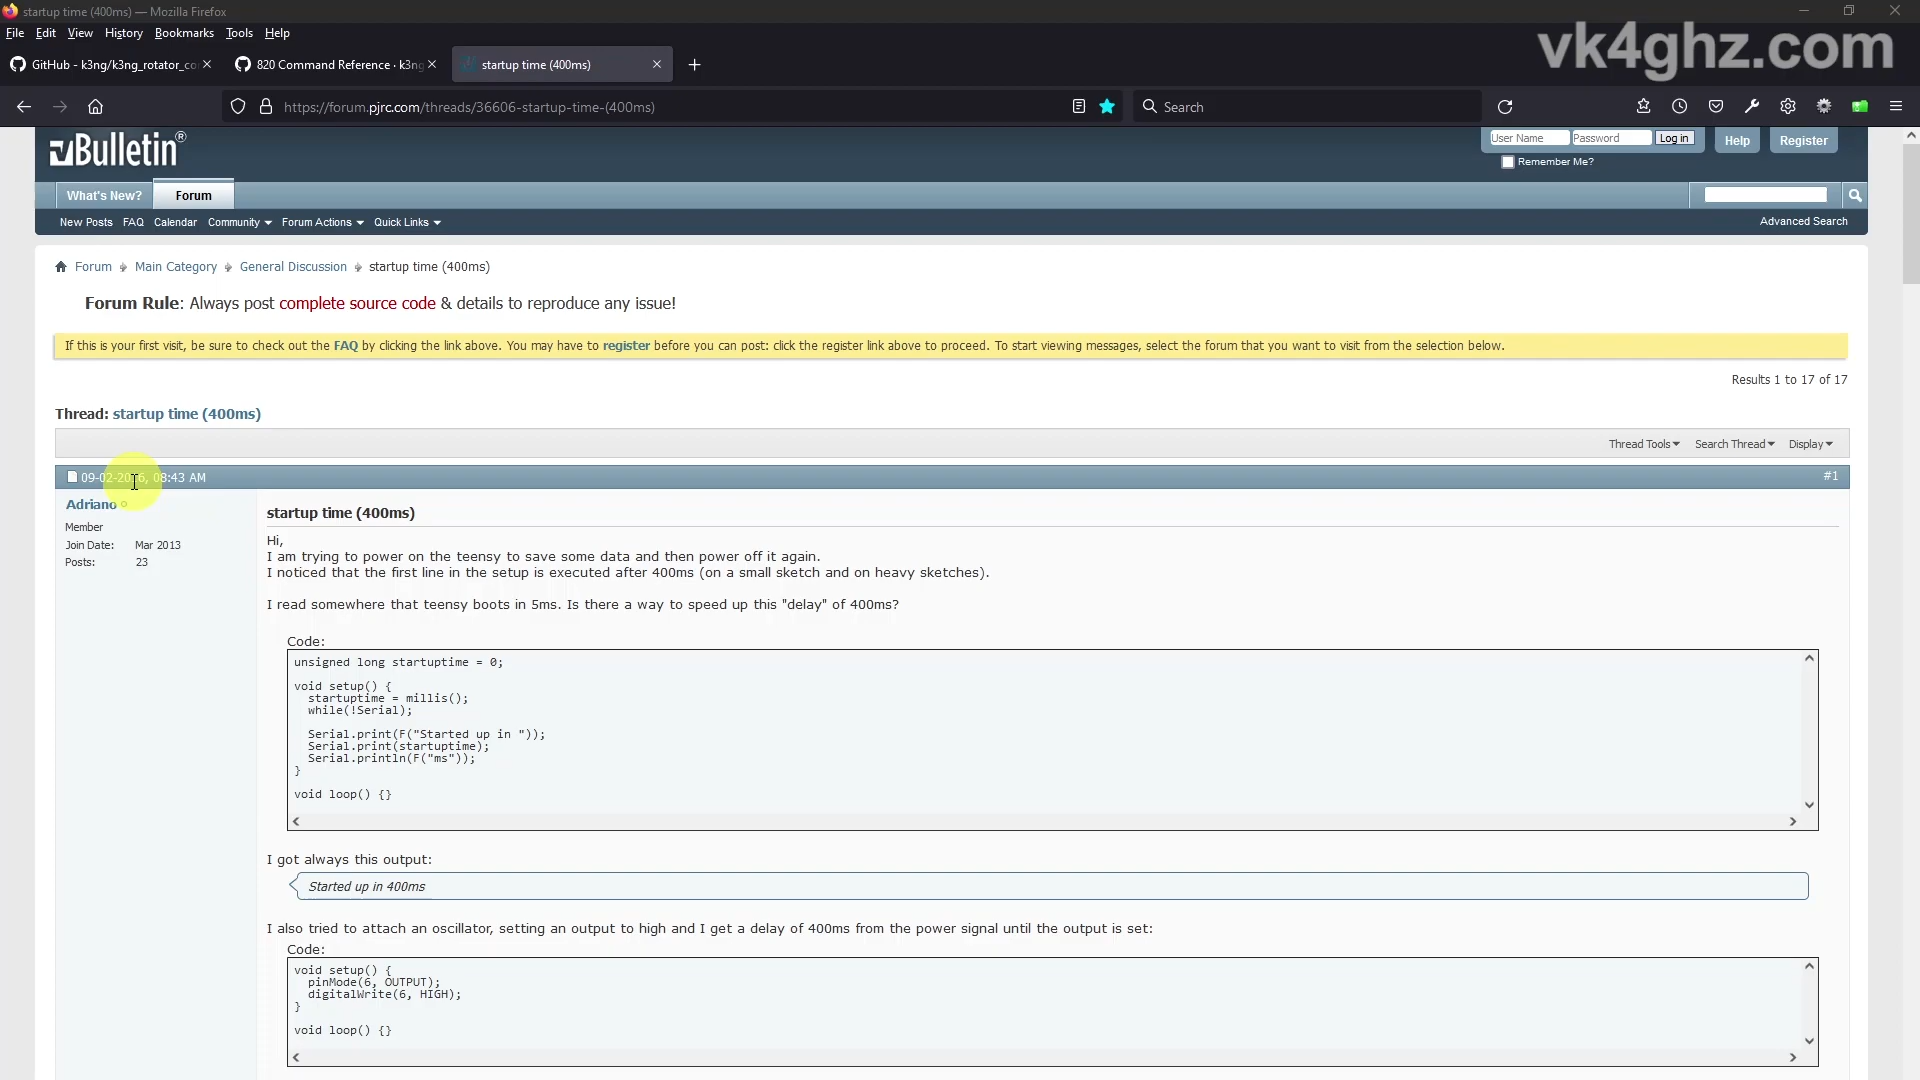 startup time (400ms) — Mozilla Firefox
File Edit View History Bookmarks Tools Help
vk4ghz.com
GitHub - k3ng/k3ng_rotator_co
820 Command Reference · k3ng
startup time (400ms)
https://forum.pjrc.com/threads/36606-startup-time-(400ms)
Search
vBulletin®
User Name Password Log in Help Register
Remember Me?
What's New? Forum
New Posts FAQ Calendar Community Forum Actions Quick Links
Advanced Search
Forum Main Category General Discussion startup time (400ms)
Forum Rule: Always post complete source code & details to reproduce any issue!
If this is your first visit, be sure to check out the FAQ by clicking the link above. You may have to register before you can post: click the register link above to proceed. To start viewing messages, select the forum that you want to visit from the selection below.
Results 1 to 17 of 17
Thread: startup time (400ms)
Thread Tools Search Thread Display
09-02-2016, 08:43 AM
#1
Adriano
Member
Join Date: Mar 2013
Posts: 23
startup time (400ms)
Hi,
I am trying to power on the teensy to save some data and then power off it again.
I noticed that the first line in the setup is executed after 400ms (on a small sketch and on heavy sketches).
I read somewhere that teensy boots in 5ms. Is there a way to speed up this "delay" of 400ms?
Code:
unsigned long startuptime = 0;
void setup() {
startuptime = millis();
while(!Serial);
Serial.print(F("Started up in "));
Serial.print(startuptime);
Serial.println(F("ms"));
}
void loop() {}
I got always this output:
Started up in 400ms
I also tried to attach an oscillator, setting an output to high and I get a delay of 400ms from the power signal until the output is set:
Code:
void setup() {
pinMode(6, OUTPUT);
digitalWrite(6, HIGH);
}
void loop() {}